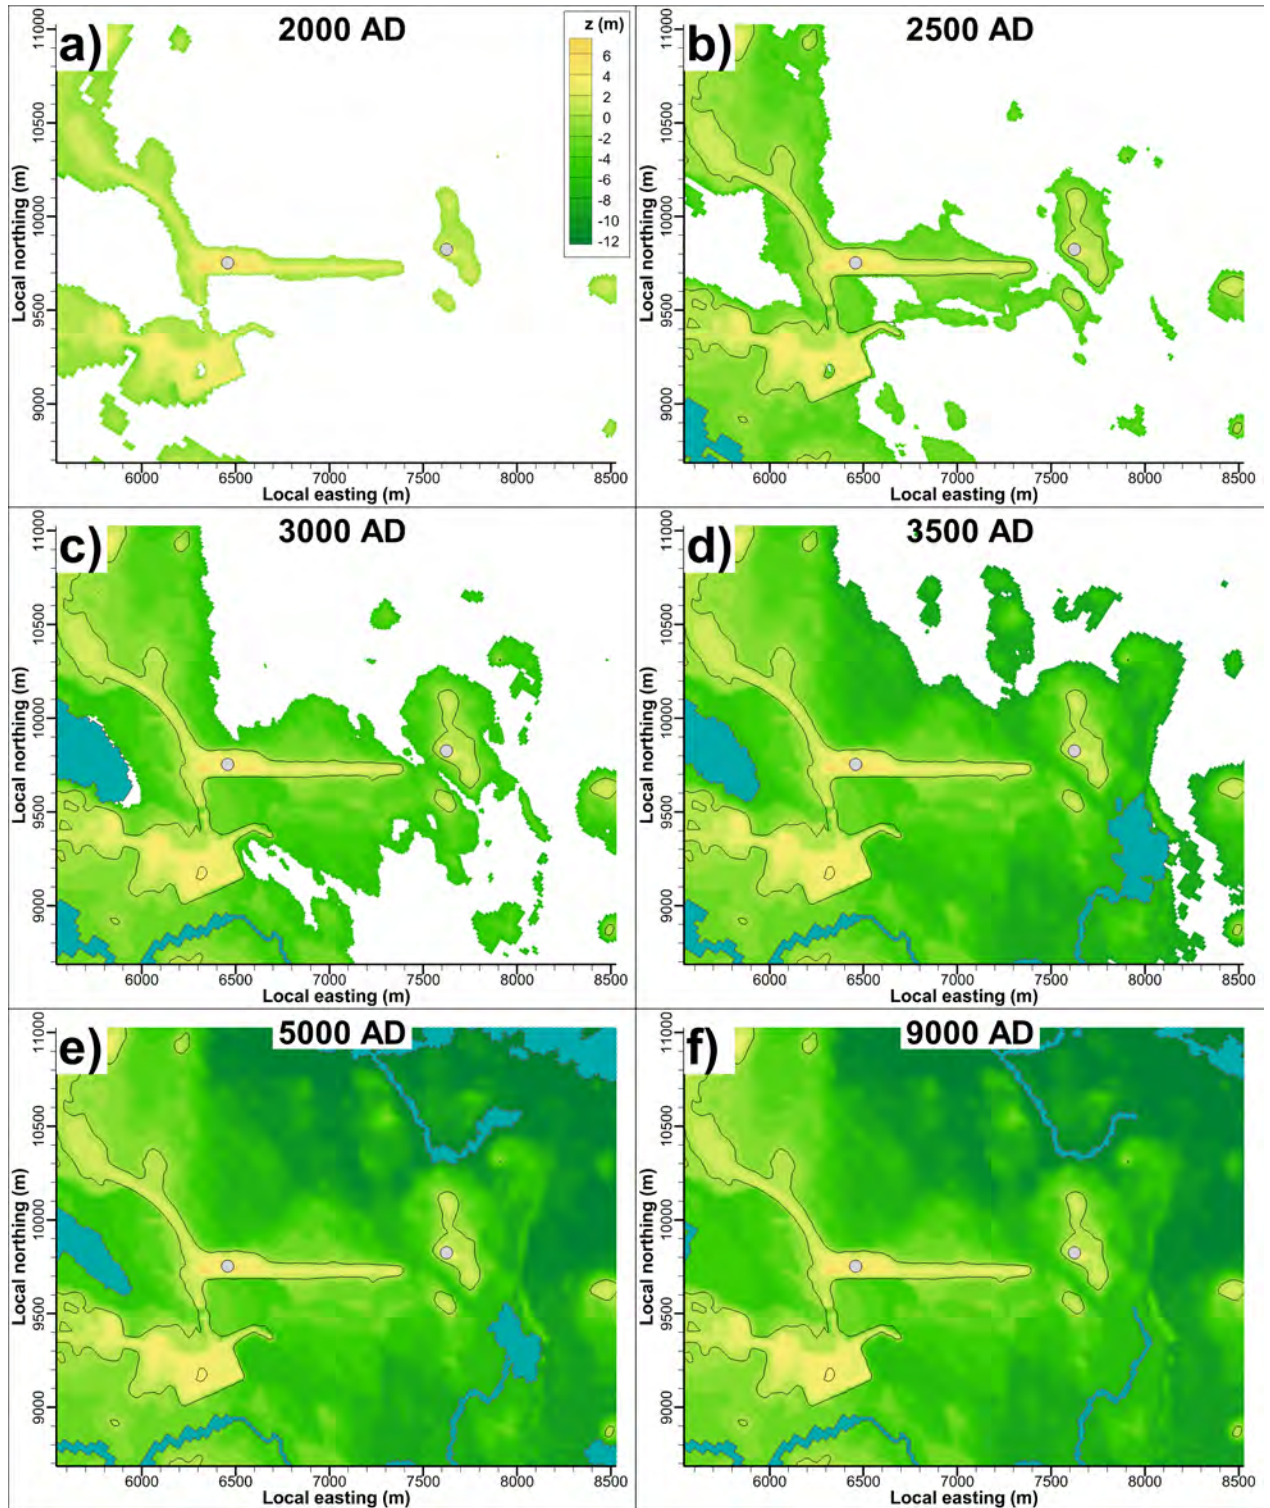 a)
2000 AD
z (m)
6
4
2
0
-2
-4
-6
-8
-10
-12
Local northing (m)
11000
10500
10000
9500
9000
6000 6500 7000 7500 8000 8500
Local easting (m)
b)
2500 AD
Local northing (m)
11000
10500
10000
9500
9000
6000 6500 7000 7500 8000 8500
Local easting (m)
c)
3000 AD
Local northing (m)
11000
10500
10000
9500
9000
6000 6500 7000 7500 8000 8500
Local easting (m)
d)
3500 AD
Local northing (m)
11000
10500
10000
9500
9000
6000 6500 7000 7500 8000 8500
Local easting (m)
e)
5000 AD
Local northing (m)
11000
10500
10000
9500
9000
6000 6500 7000 7500 8000 8500
Local easting (m)
f)
9000 AD
Local northing (m)
11000
10500
10000
9500
9000
6000 6500 7000 7500 8000 8500
Local easting (m)